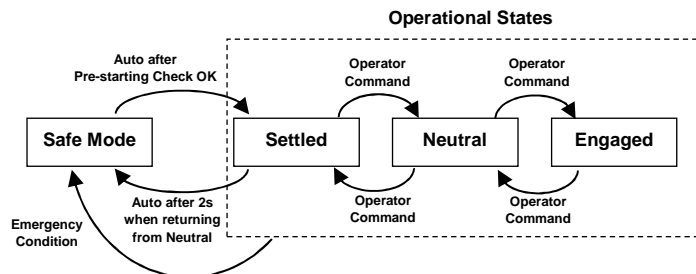 Operational States
Auto after
Pre-starting Check OK
Operator
Command
Operator
Command
Safe Mode
Settled
Neutral
Engaged
Auto after 2s
when returning
from Neutral
Operator
Command
Operator
Command
Emergency
Condition